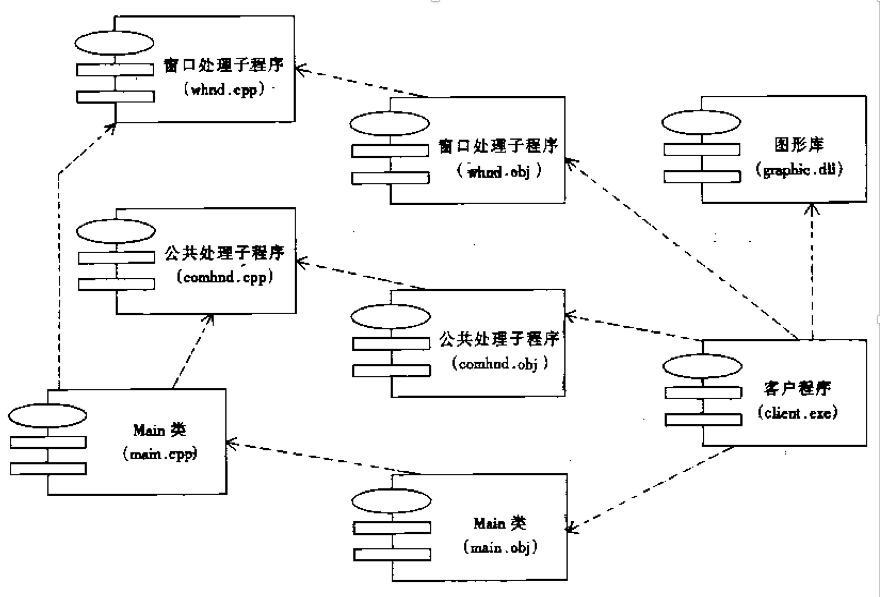 窗口处理子程序
(whnd.cpp)
窗口处理子程序
(whnd.obj)
图形库
(graphic.dll)
公共处理子程序
(comhnd.cpp)
公共处理子程序
(comhnd.obj)
客户程序
(client.exe)
Main 类
(main.cpp)
Main 类
(main.obj)